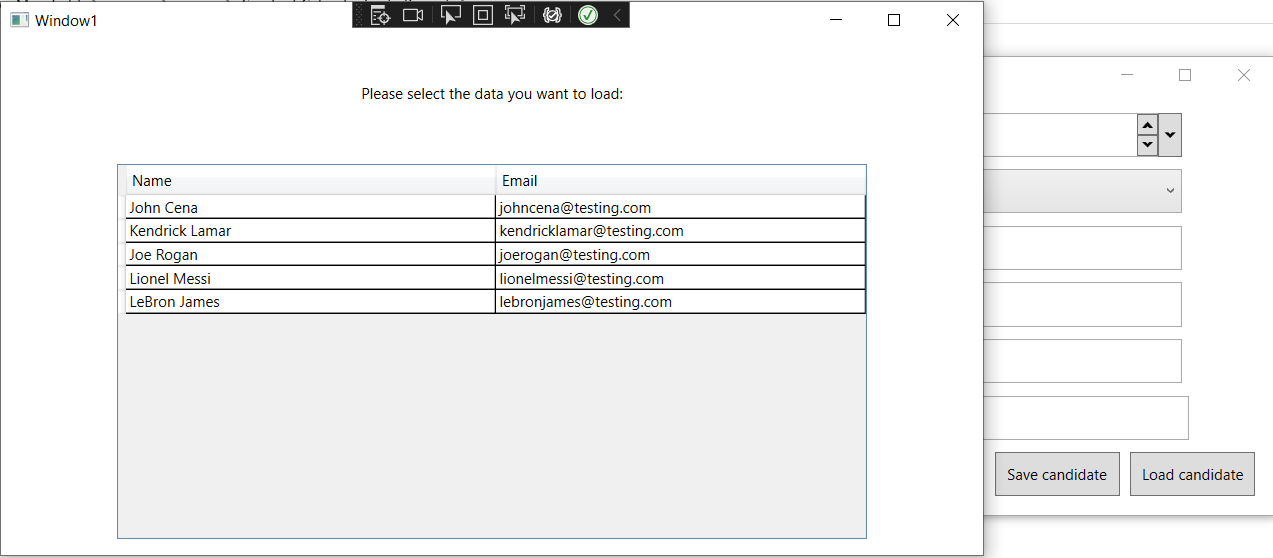 Window1
Please select the data you want to load:
Name Email
John Cena johncena@testing.com
Kendrick Lamar kendricklamar@testing.com
Joe Rogan joerogan@testing.com
Lionel Messi lionelmessi@testing.com
LeBron James lebronjames@testing.com
Save candidate Load candidate